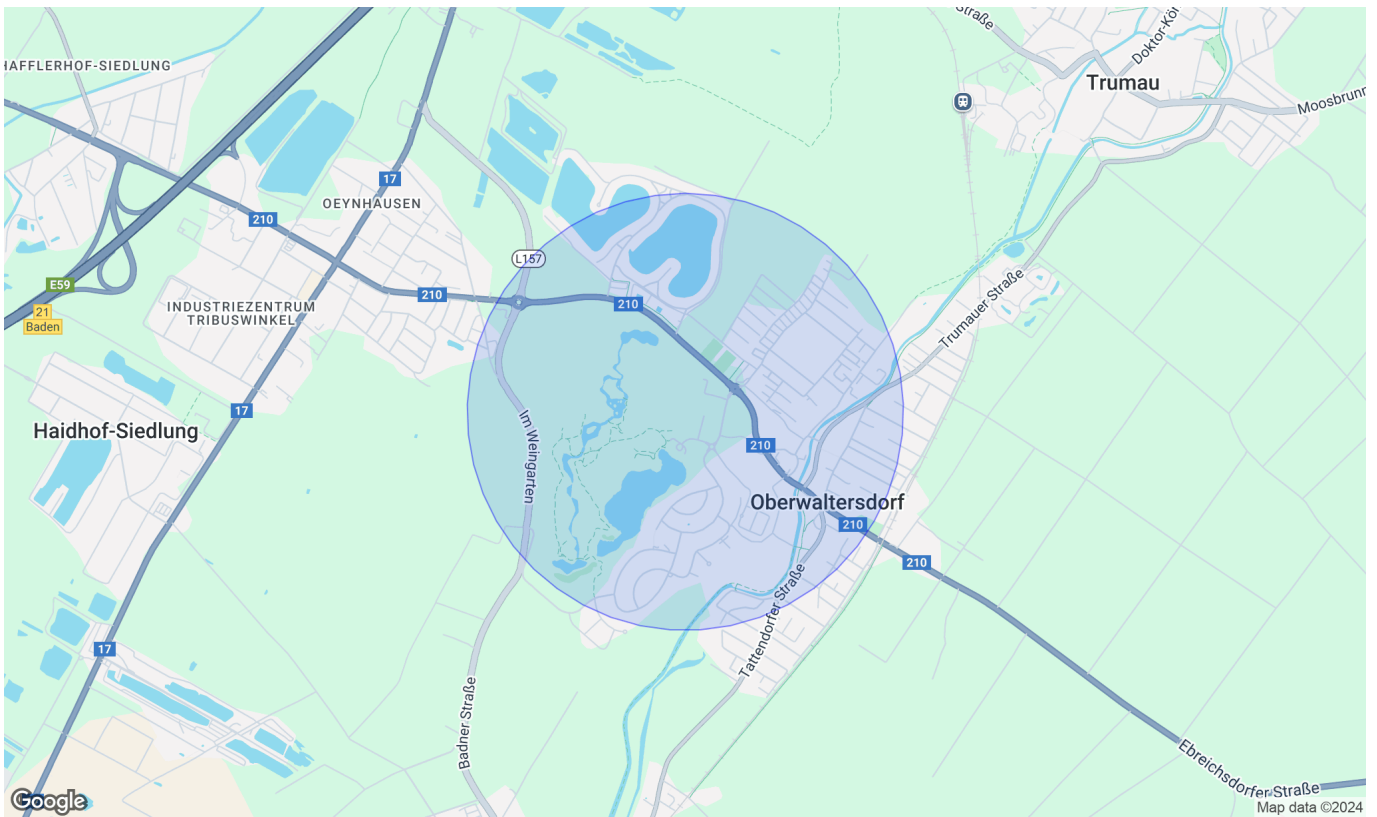 Straße
Doktor-Kör
HAFFLERHOF-SIEDLUNG
Trumau
Moosbrunn
17
OEYNHAUSEN
210
L157
E59
21
Baden
210
210
INDUSTRIEZENTRUM
TRIBUSWINKEL
Trumauer Straße
17
Haidhof-Siedlung
Im Weingarten
210
Oberwaltersdorf
210
210
Tattendorfer Straße
17
Badner Straße
Ebreichsdorfer Straße
Google
Map data ©2024